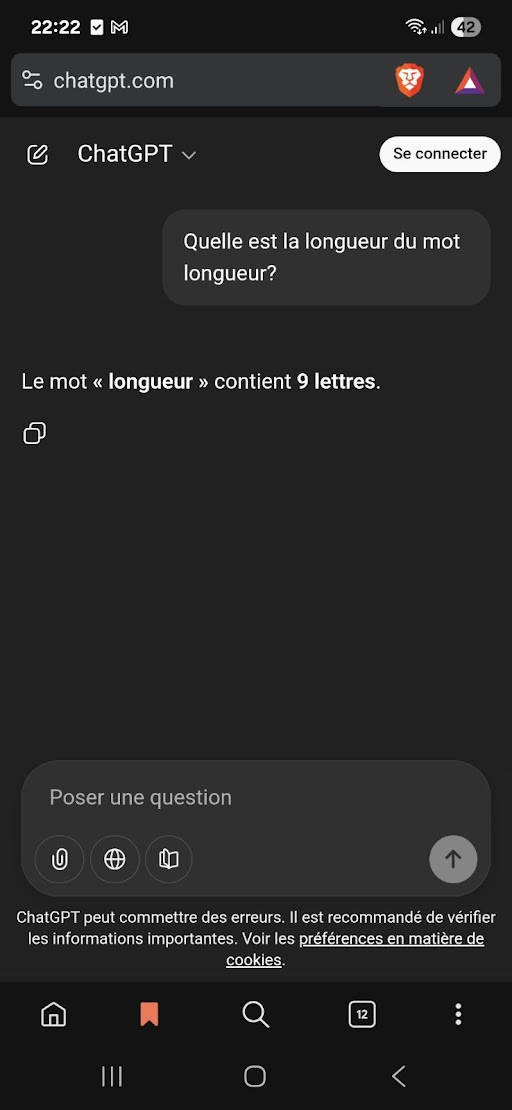 22:22
42
chatgpt.com
ChatGPT
Se connecter
Quelle est la longueur du mot
longueur?
Le mot « longueur » contient 9 lettres.
Poser une question
ChatGPT peut commettre des erreurs. Il est recommandé de vérifier
les informations importantes. Voir les préférences en matière de
cookies.
12